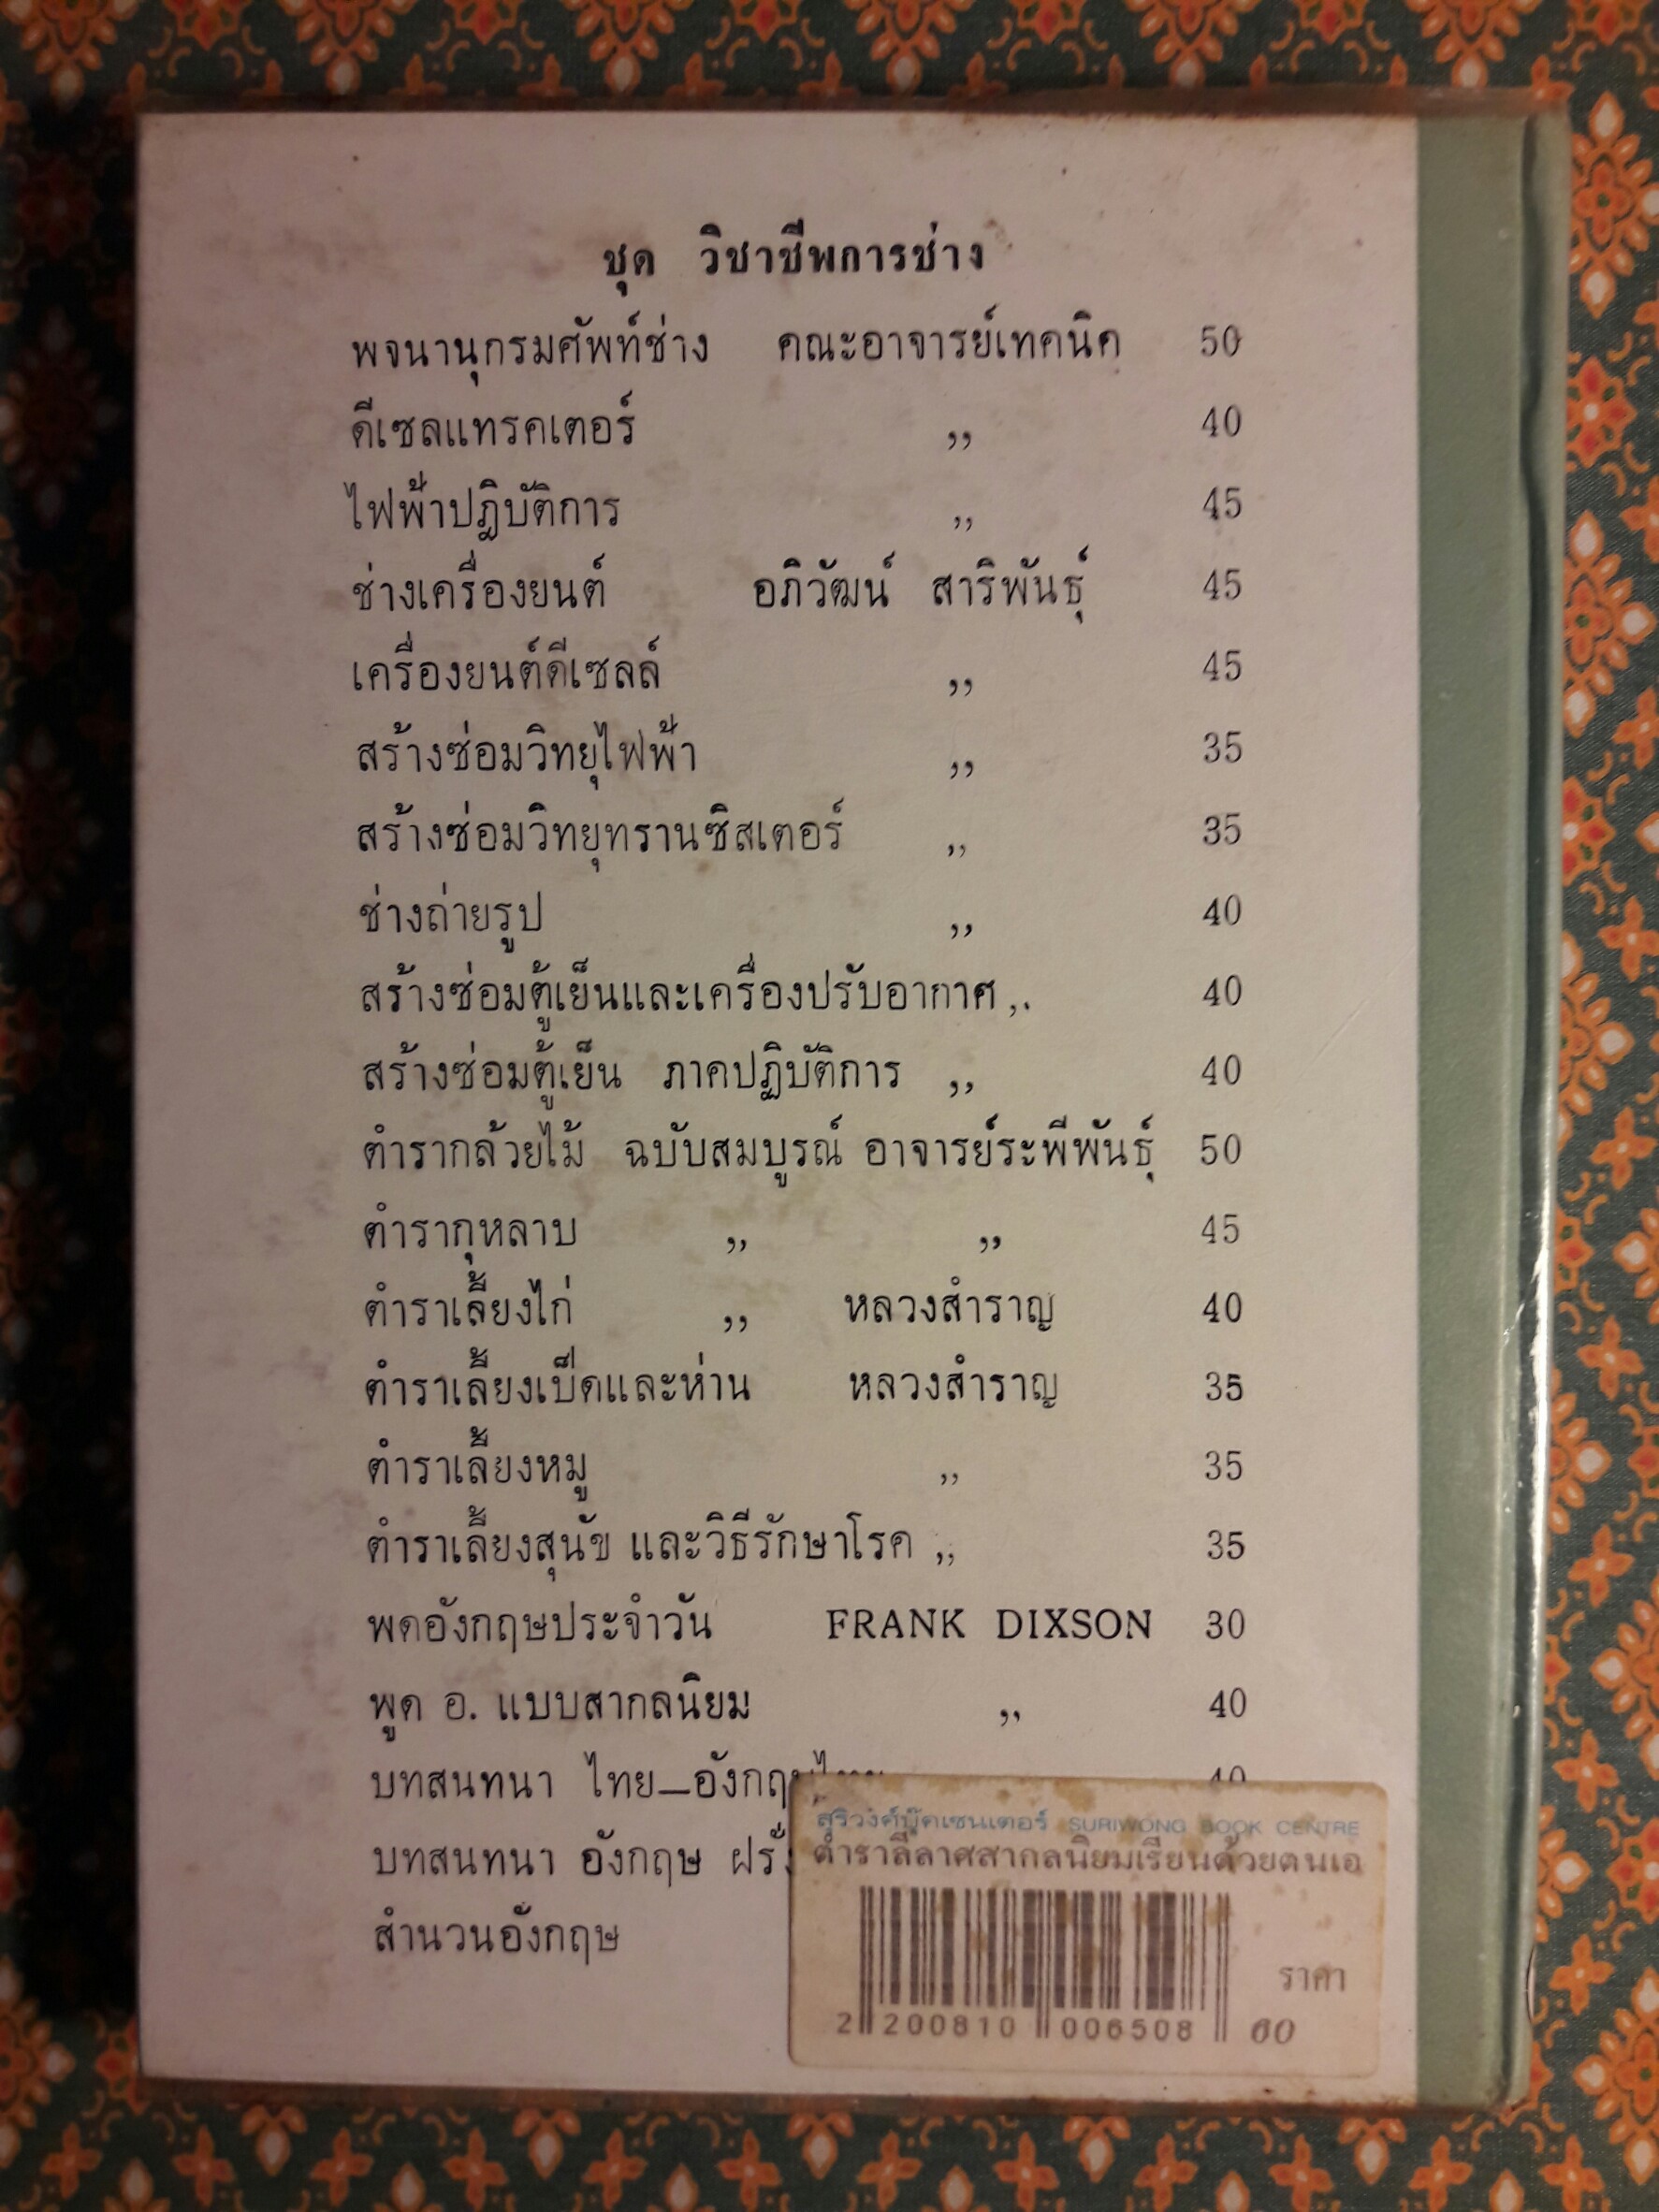 ชุด วิชาชีพการช่าง
พจนานุกรมศัพท์ช่าง คณะอาจารย์เทคนิค 50
ดีเซลแทรคเตอร์ ,, 40
ไฟฟ้าปฏิบัติการ ,, 45
ช่างเครื่องยนต์ อภิวัฒน์ สาริพันธุ์ 45
เครื่องยนต์ดีเซลล์ ,, 45
สร้างซ่อมวิทยุไฟฟ้า ,, 35
สร้างซ่อมวิทยุทรานซิสเตอร์ ,, 35
ช่างถ่ายรูป ,, 40
สร้างซ่อมตู้เย็นและเครื่องปรับอากาศ ,, 40
สร้างซ่อมตู้เย็น ภาคปฏิบัติการ ,, 40
ตำรากล้วยไม้ ฉบับสมบูรณ์ อาจารย์ระพีพันธุ์ 50
ตำรากุหลาบ ,, ,, 45
ตำราเลี้ยงไก่ ,, หลวงสำราญ 40
ตำราเลี้ยงเป็ดและห่าน หลวงสำราญ 35
ตำราเลี้ยงหมู ,, 35
ตำราเลี้ยงสุนัข และวิธีรักษาโรค ,, 35
พดอังกฤษประจำวัน FRANK DIXSON 30
พูด อ. แบบสากลนิยม ,, 40
บทสนทนา ไทย—อังกฤษไทย 40
บทสนทนา อังกฤษ ฝรั่ง
สำนวนอังกฤษ
สุริวงศ์บุ๊คเซนเตอร์ SURIWONG BOOK CENTRE
ตำราลีลาศสากลนิยมเรียนด้วยตนเอ
ราคา
2 200810 006508 60